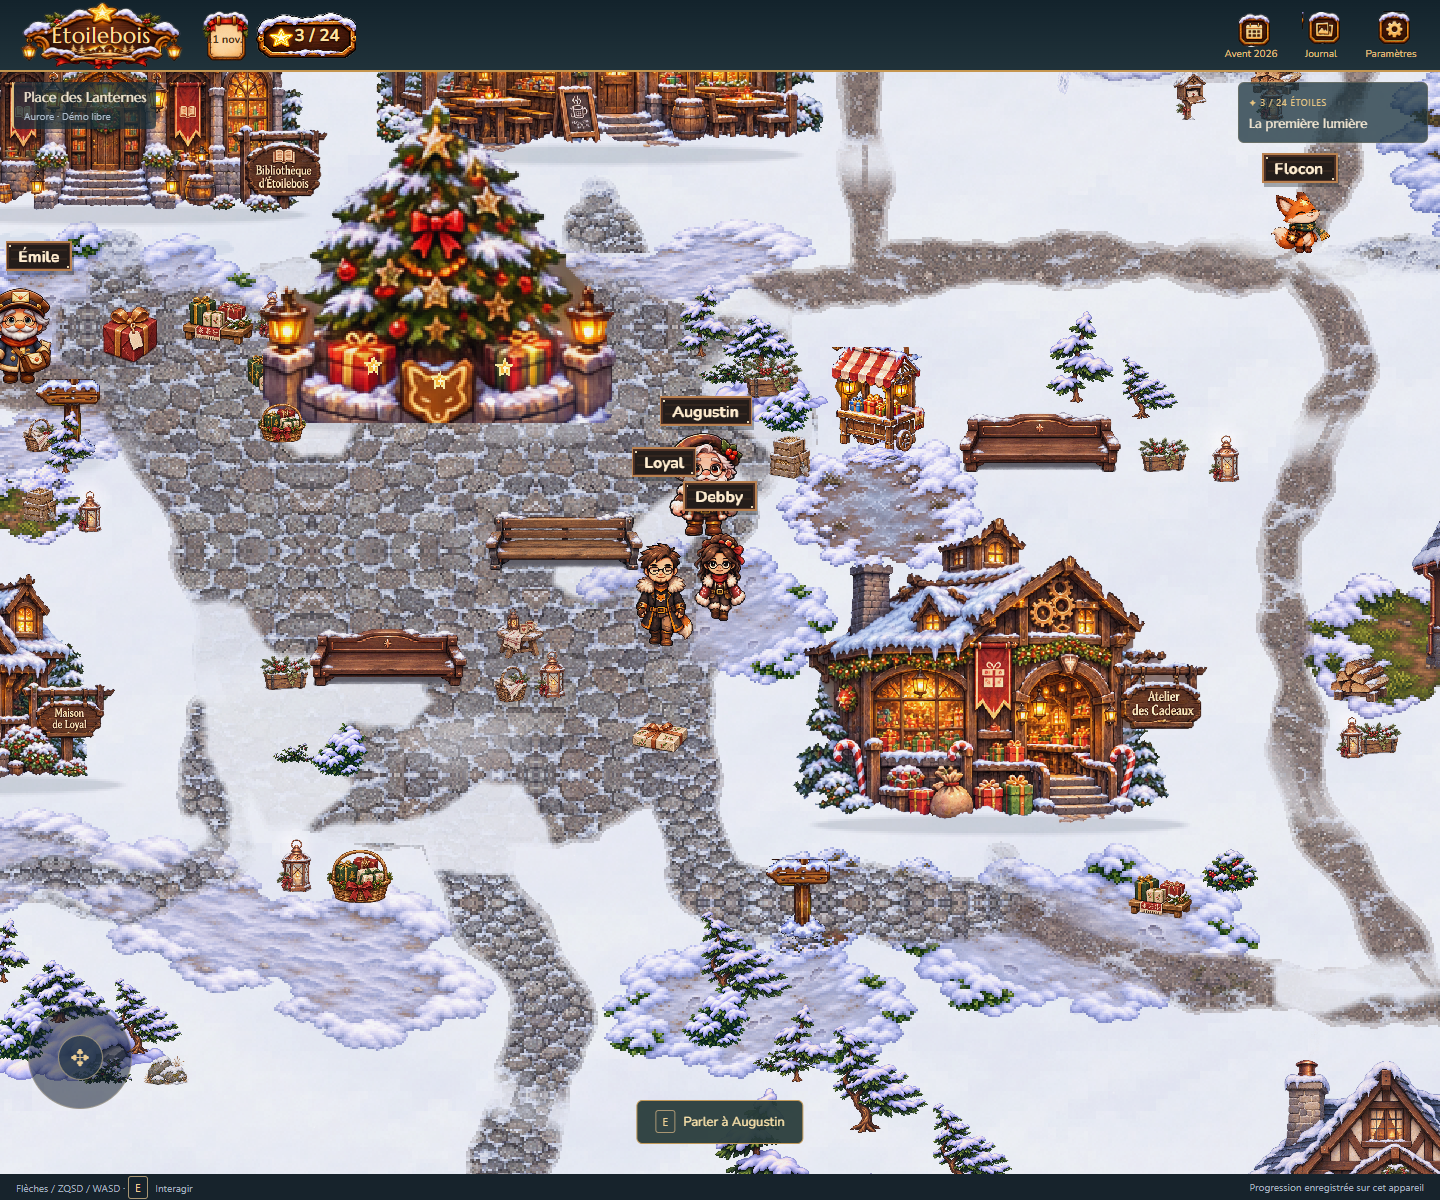 Etoilebois
1 nov.
3 / 24
Avent 2026
Journal
Paramètres
Place des Lanternes
Aurore · Démo libre
✦ 3 / 24 ÉTOILES
La première lumière
Bibliothèque
d'Étoilebois
Flocon
Émile
Augustin
Loyal
Debby
Maison
de Loyal
Atelier
des Cadeaux
E Parler à Augustin
Flèches / ZQSD / WASD · E Interagir
Progression enregistrée sur cet appareil